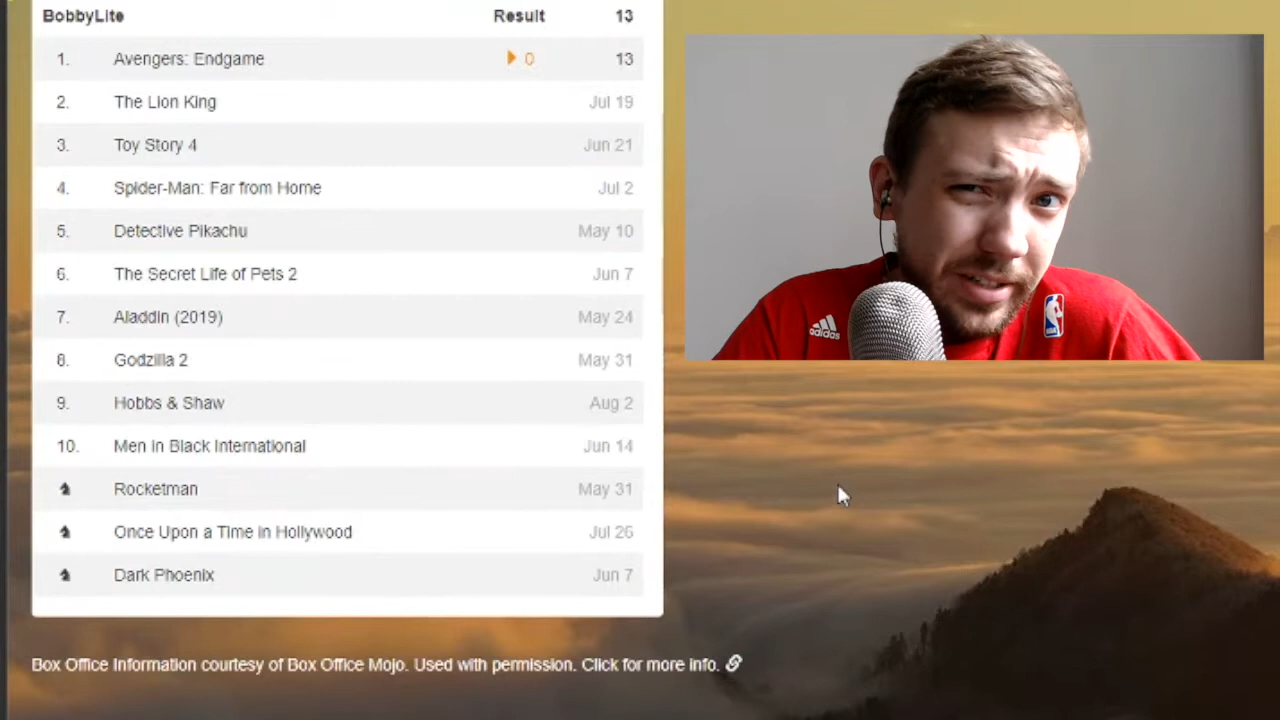 BobbyLite Result 13
1. Avengers: Endgame 0 13
2. The Lion King Jul 19
3. Toy Story 4 Jun 21
4. Spider-Man: Far from Home Jul 2
5. Detective Pikachu May 10
6. The Secret Life of Pets 2 Jun 7
7. Aladdin (2019) May 24
8. Godzilla 2 May 31
9. Hobbs & Shaw Aug 2
10. Men in Black International Jun 14
Rocketman May 31
Once Upon a Time in Hollywood Jul 26
Dark Phoenix Jun 7
Box Office Information courtesy of Box Office Mojo. Used with permission. Click for more info.
adidas
NBA